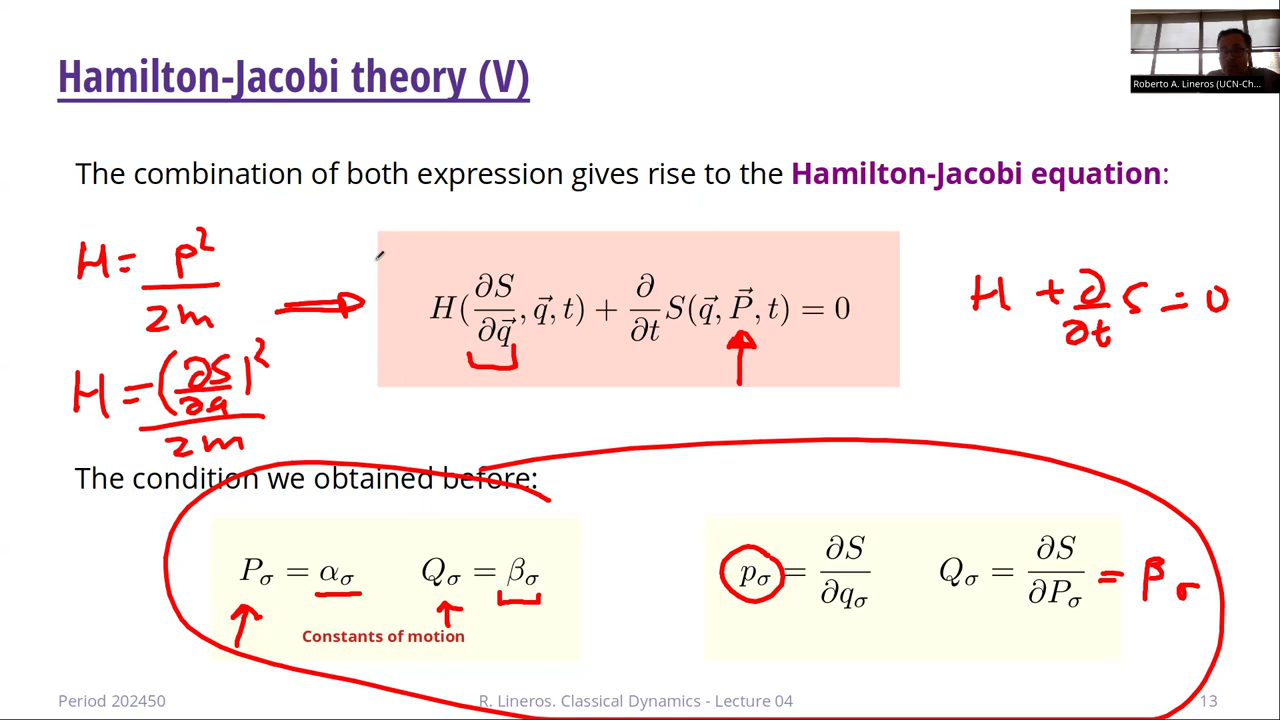 Hamilton-Jacobi theory (V)
Roberto A. Lineros (UCN-Ch...
The combination of both expression gives rise to the Hamilton-Jacobi equation:
H = p² / 2m
H(∂S/∂q⃗, q⃗, t) + ∂/∂t S(q⃗, P⃗, t) = 0
H + ∂/∂t S = 0
H = (∂S/∂q)² / 2m
The condition we obtained before:
P_σ = α_σ Q_σ = β_σ
p_σ = ∂S/∂q_σ Q_σ = ∂S/∂P_σ = β_σ
Constants of motion
Period 202450
R. Lineros. Classical Dynamics - Lecture 04
13